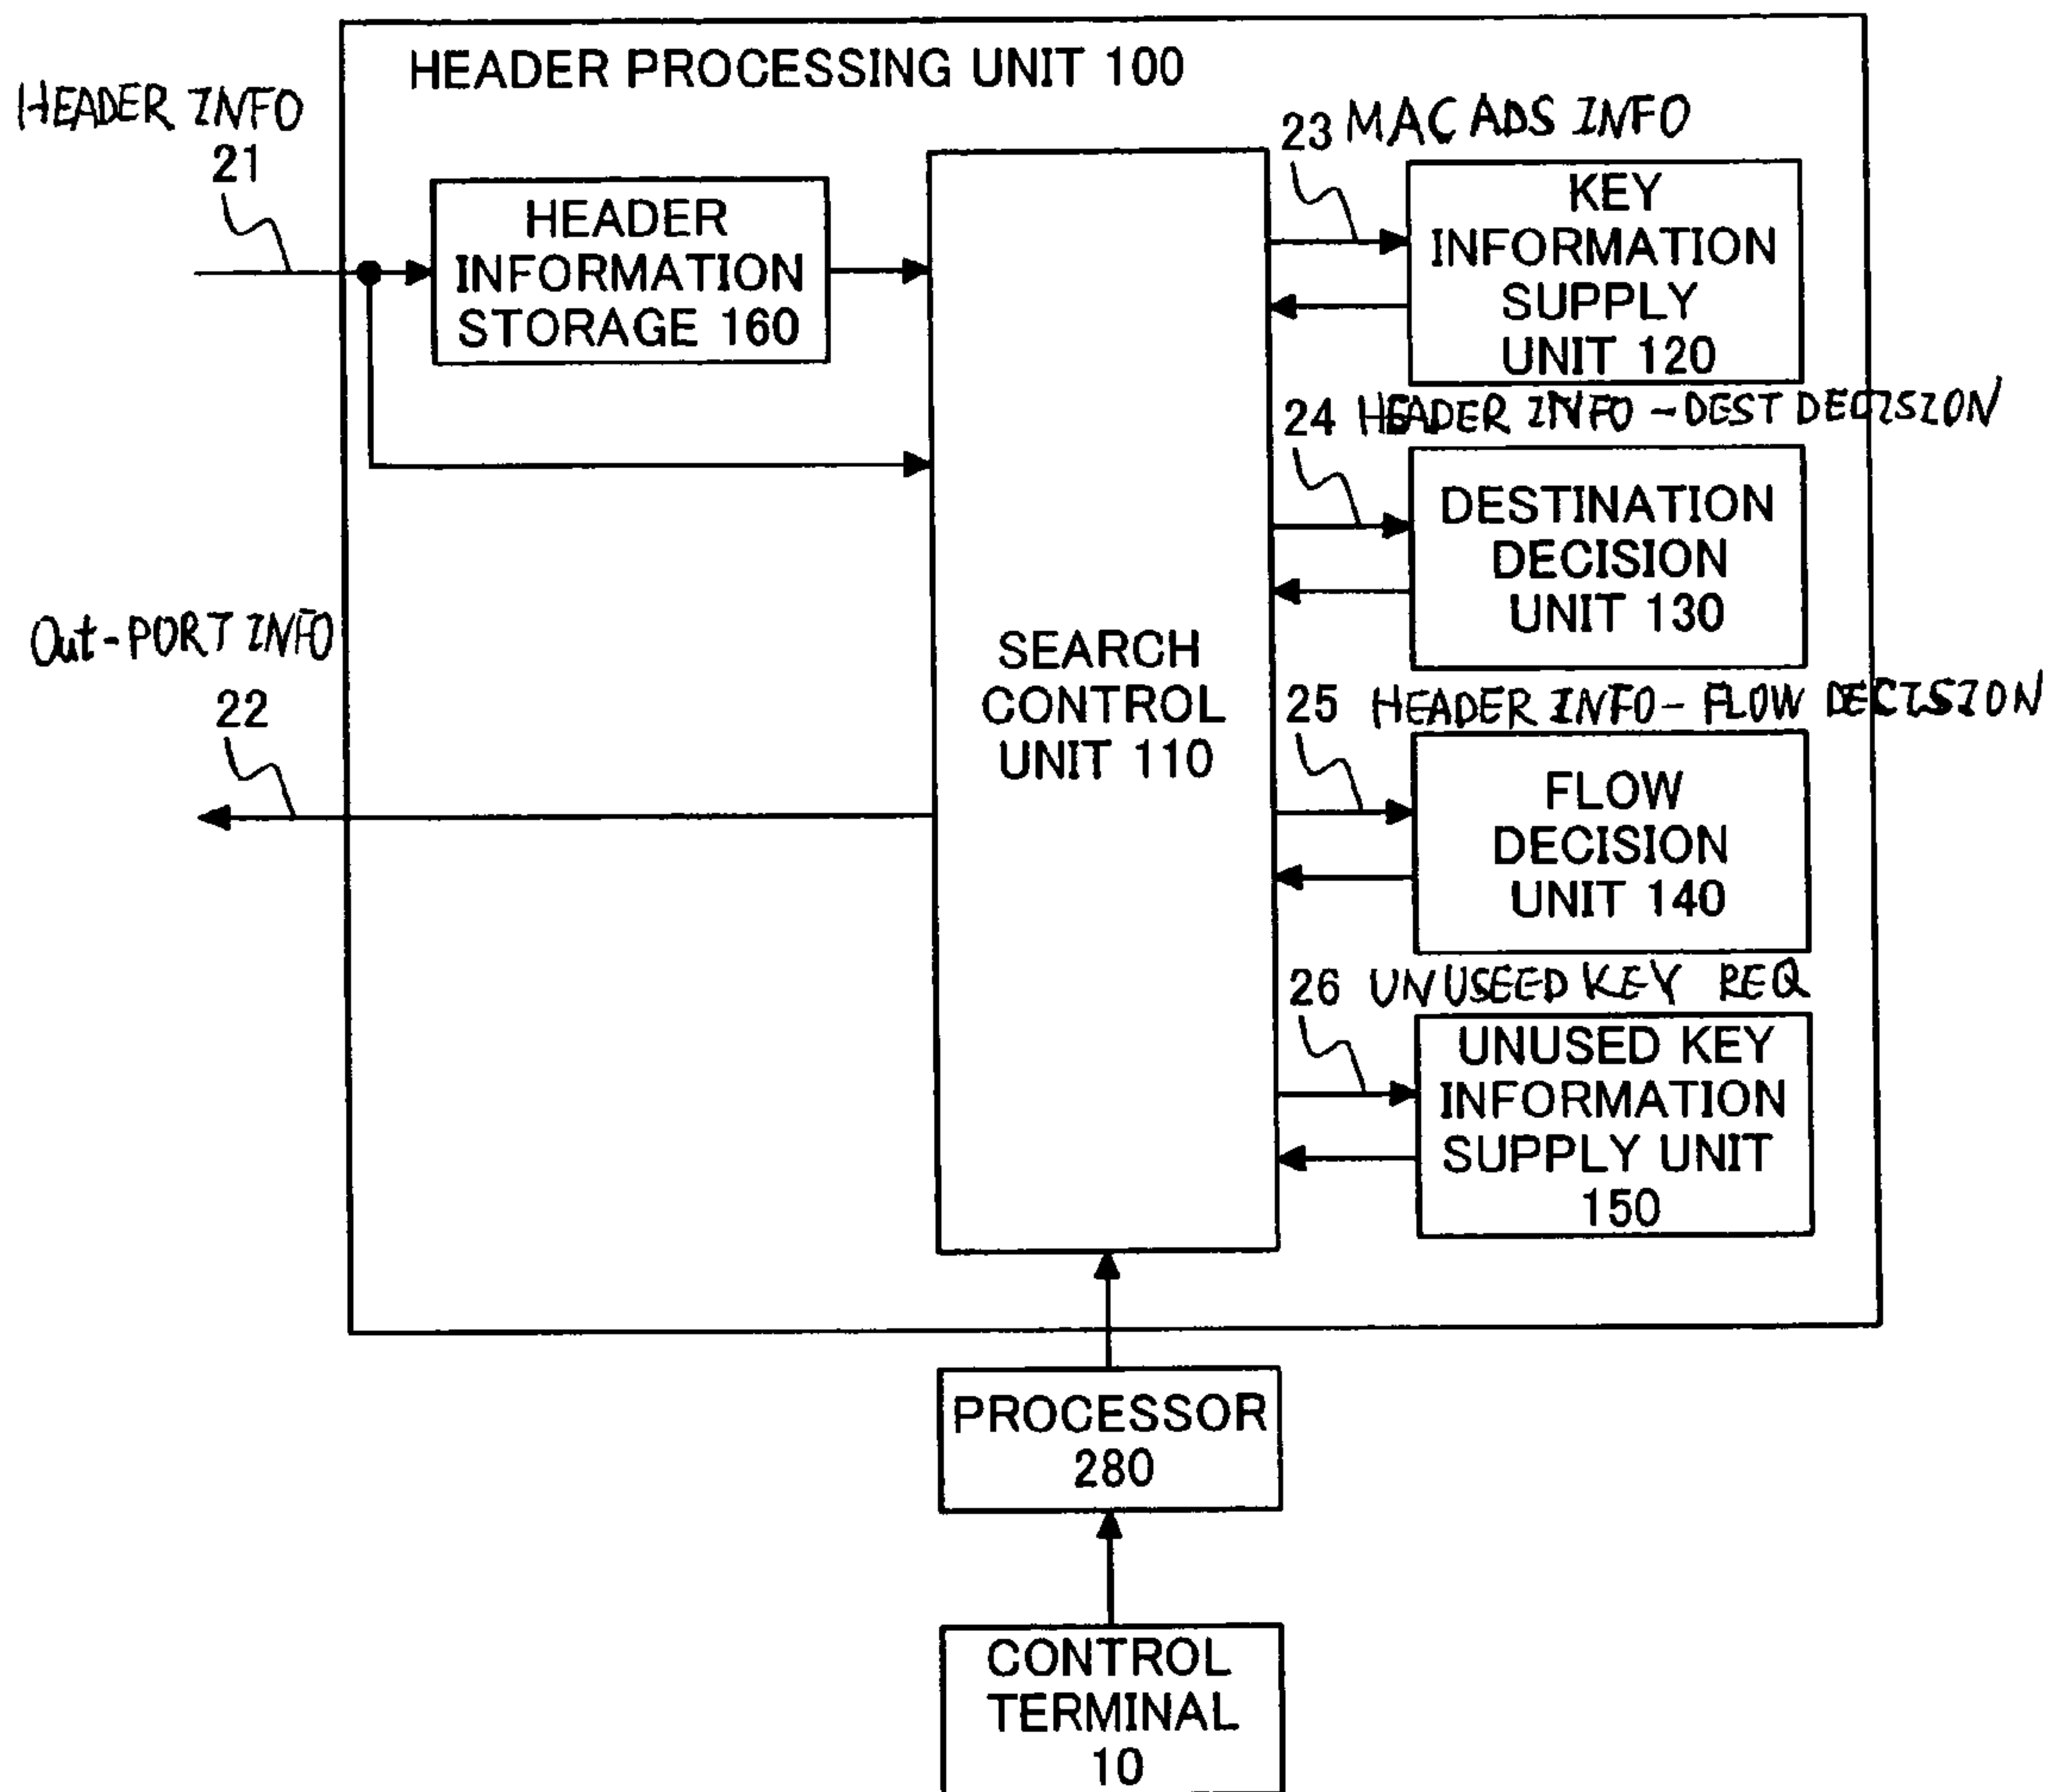 HEADER PROCESSING UNIT 100
HEADER INFO
21
HEADER
INFORMATION
STORAGE 160
23 MAC ADS INFO
KEY
INFORMATION
SUPPLY
UNIT 120
24 HEADER INFO - DEST DECISION
DESTINATION
DECISION
UNIT 130
Out-PORT INFO
22
SEARCH
CONTROL
UNIT 110
25 HEADER INFO - FLOW DECISION
FLOW
DECISION
UNIT 140
26 UNUSEED KEY REQ
UNUSED KEY
INFORMATION
SUPPLY UNIT
150
PROCESSOR
280
CONTROL
TERMINAL
10